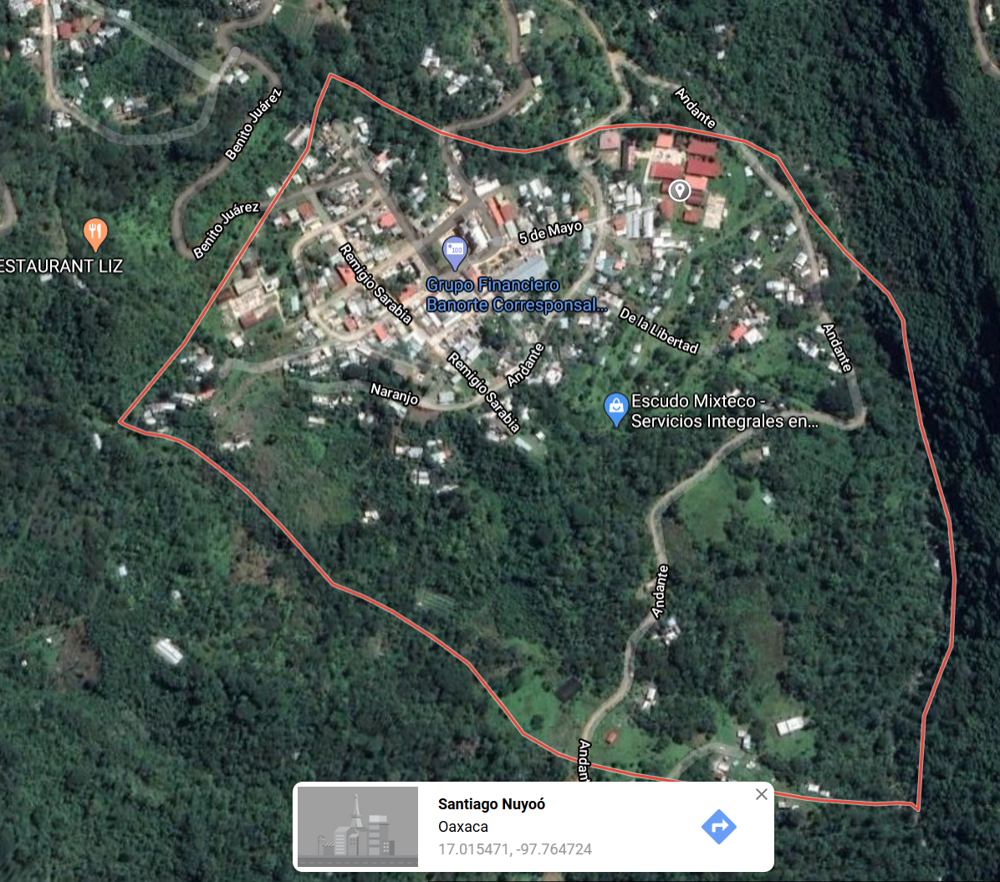 Andante
Benito Juárez
Benito Juárez
5 de Mayo
ESTAURANT LIZ
Remigio Sarabia
100
Grupo Financiero
Banorte Corresponsal...
De la Libertad
Andante
Andante
Remigio Sarabia
Naranjo
Escudo Mixteco -
Servicios Integrales en...
Andante
Andant
Santiago Nuyoó
Oaxaca
17.015471, -97.764724